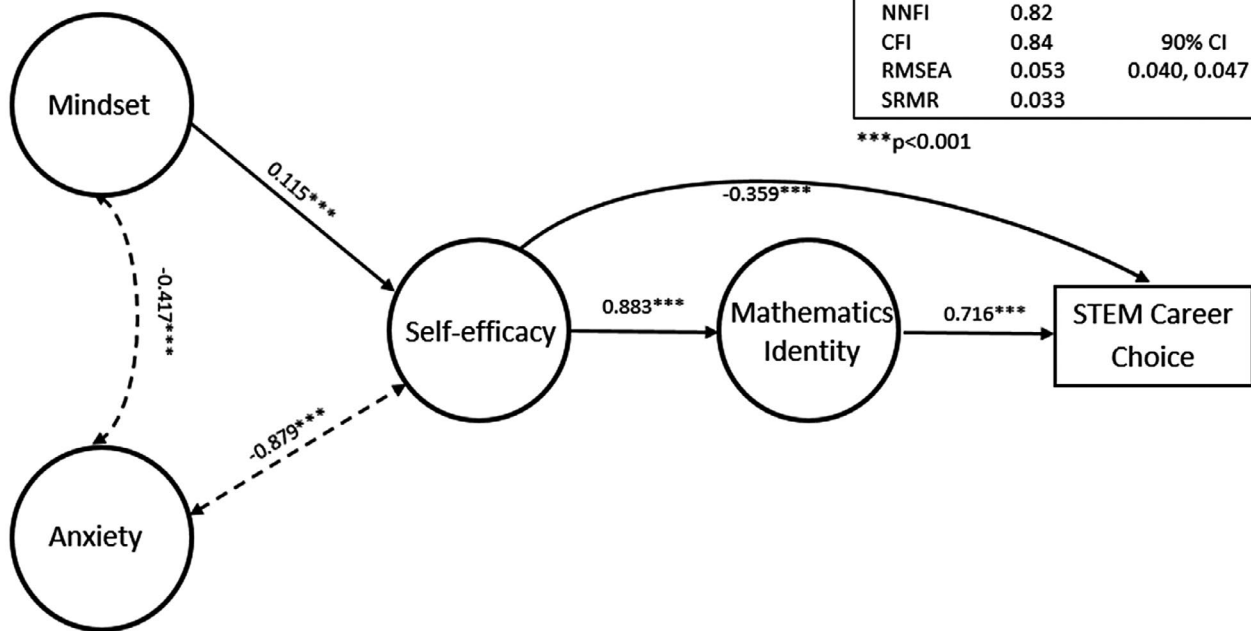 NNFI 0.82
CFI 0.84 90% CI
RMSEA 0.053 0.040, 0.047
SRMR 0.033
***p<0.001
Mindset
0.115***
-0.359***
-0.417***
Self-efficacy
0.883***
Mathematics
Identity
0.716***
STEM Career
Choice
-0.879***
Anxiety